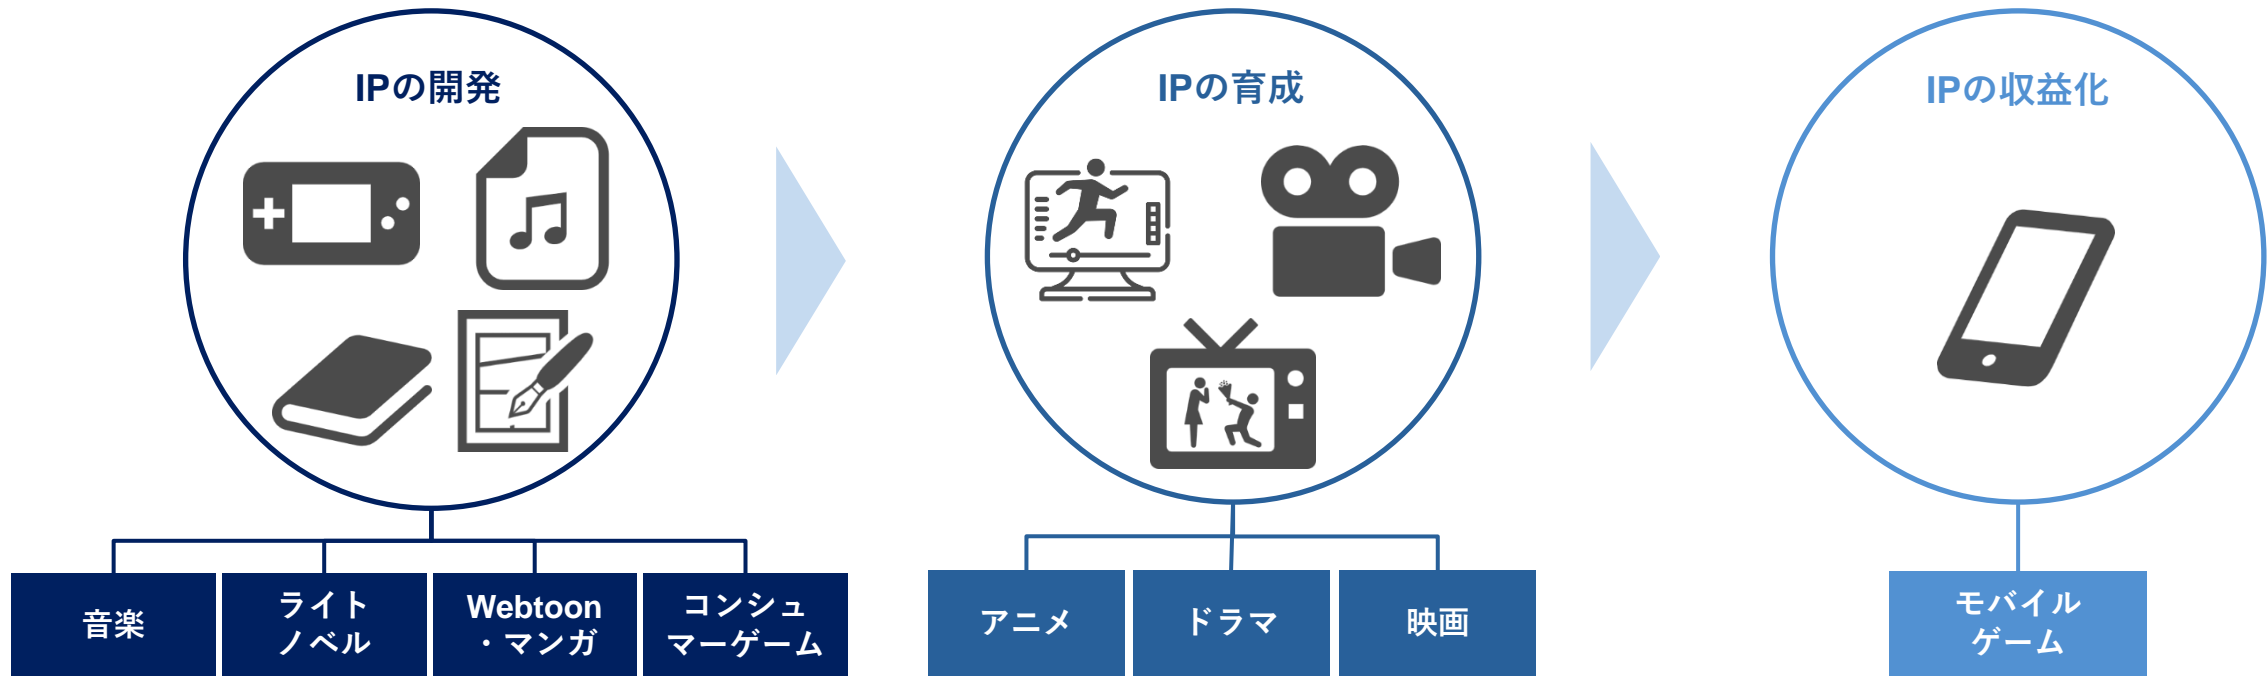 IPの開発
IPの育成
IPの収益化
音楽
ライト
ノベル
Webtoon
・マンガ
コンシュ
マーゲーム
アニメ
ドラマ
映画
モバイル
ゲーム